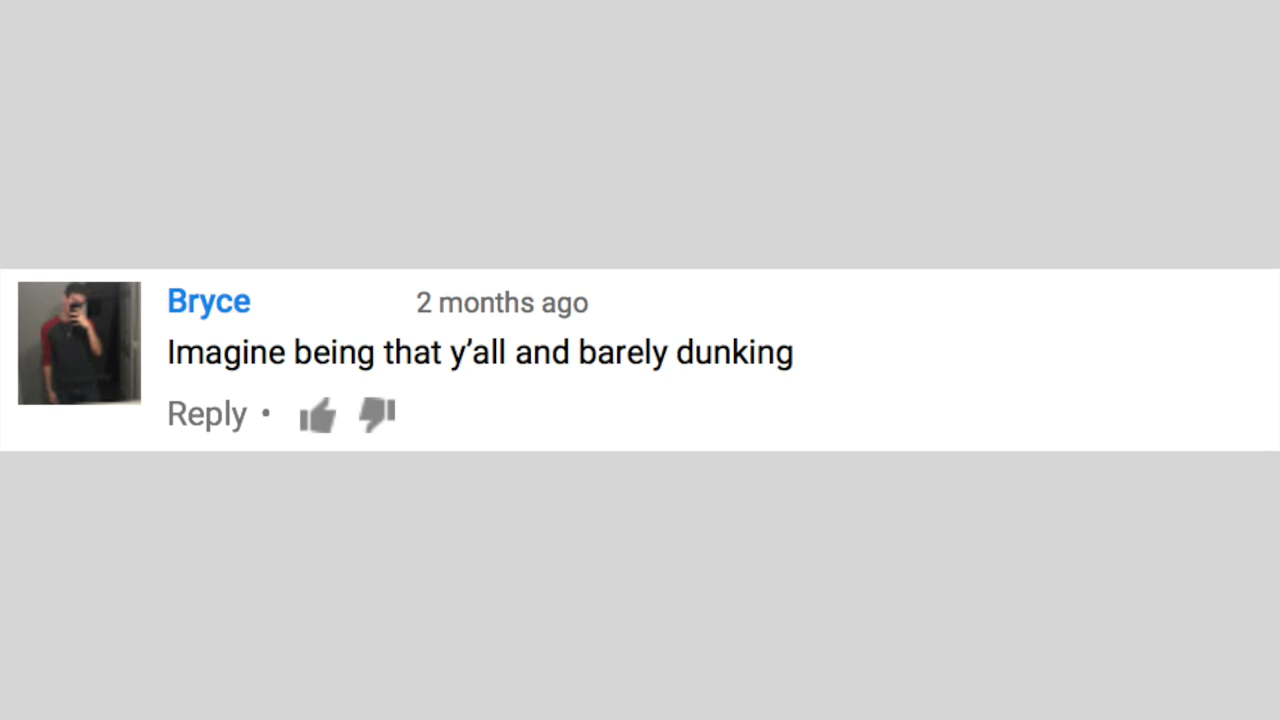 Bryce 2 months ago
Imagine being that y’all and barely dunking
Reply •